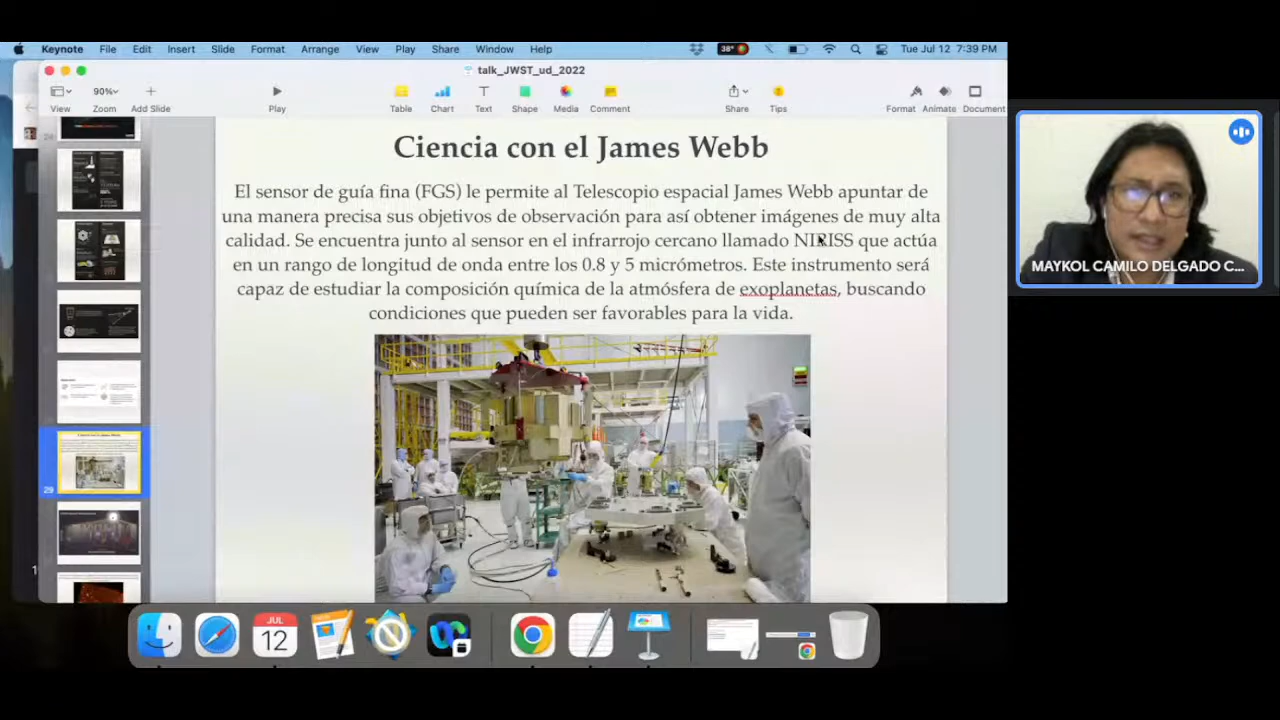 Keynote File Edit Insert Slide Format Arrange View Play Share Window Help 38° Tue Jul 12 7:39 PM
talk_JWST_ud_2022
90%
View Zoom Add Slide Play Table Chart Text Shape Media Comment Share Tips Format Animate Document
Ciencia con el James Webb
El sensor de guía fina (FGS) le permite al Telescopio espacial James Webb apuntar de
una manera precisa sus objetivos de observación para así obtener imágenes de muy alta
calidad. Se encuentra junto al sensor en el infrarrojo cercano llamado NIRISS que actúa
en un rango de longitud de onda entre los 0.8 y 5 micrómetros. Este instrumento será
capaz de estudiar la composición química de la atmósfera de exoplanetas, buscando
condiciones que pueden ser favorables para la vida.
MAYKOL CAMILO DELGADO C...
29
JUL
12